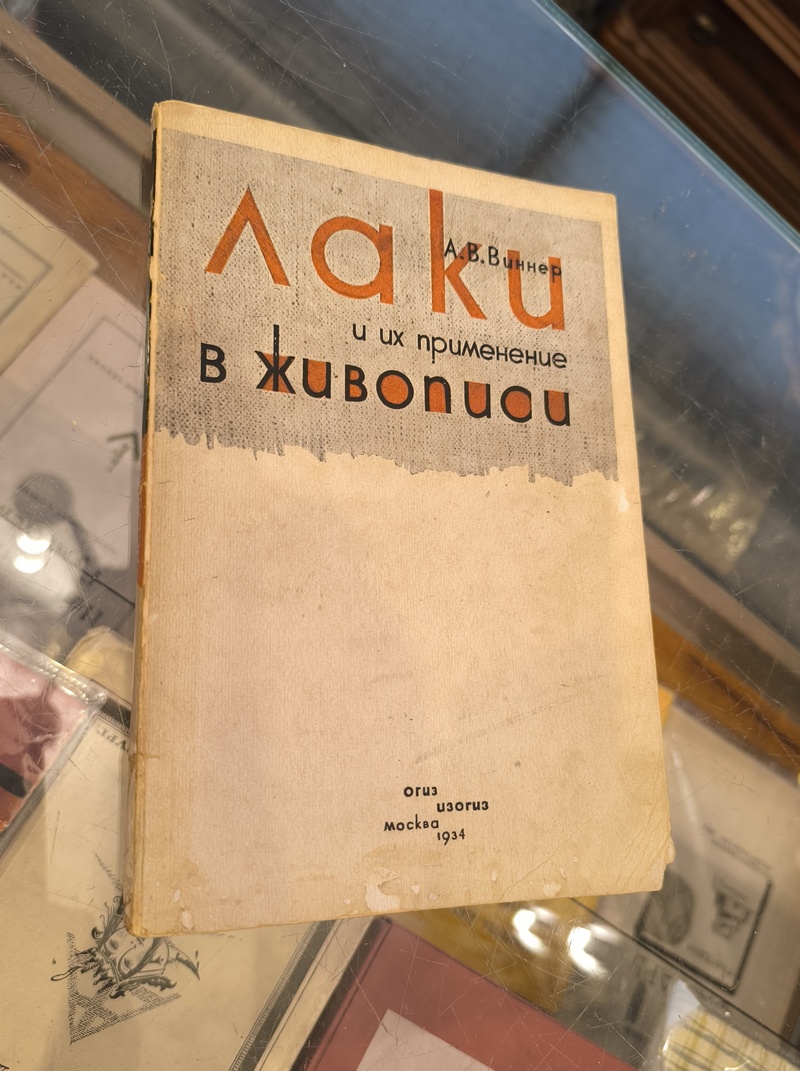 А.В.Виннер
Лаки
и их применение
в живописи
огиз
изогиз
москва
1934